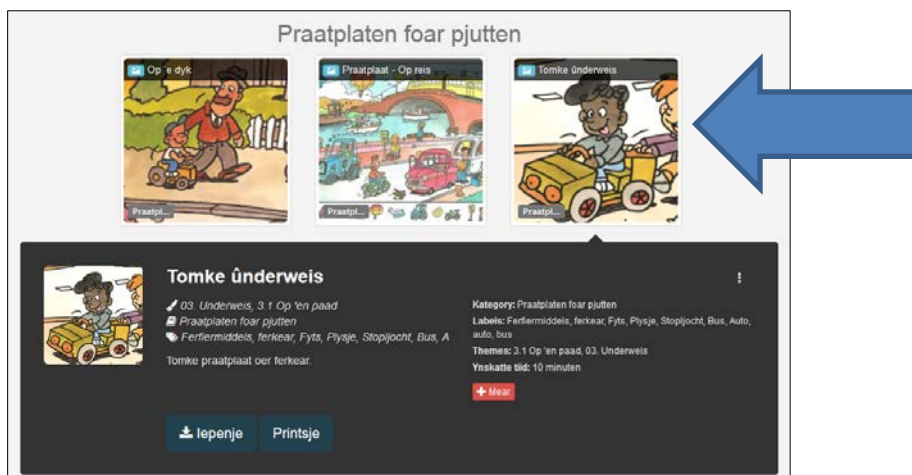 Praatplaten foar pjutten
Op 'e dyk
Praatplaat - Op reis
Tomke ûnderweis
Praatpl...
Praatpl...
Praatpl...
Tomke ûnderweis
03. Underweis, 3.1 Op 'en paad
Praatplaten foar pjutten
Ferfiermiddels, ferkear, Fyts, Plysje, Stopljocht, Bus, A
Tomke praatplaat oer ferkear.
Iepenje
Printsje
Kategory: Praatplaten foar pjutten
Labels: Ferfiermiddels, ferkear, Fyts, Plysje, Stopljocht, Bus, Auto,
auto, bus
Themes: 3.1 Op 'en paad, 03. Underweis
Ynskatte tiid: 10 minuten
+ Mear